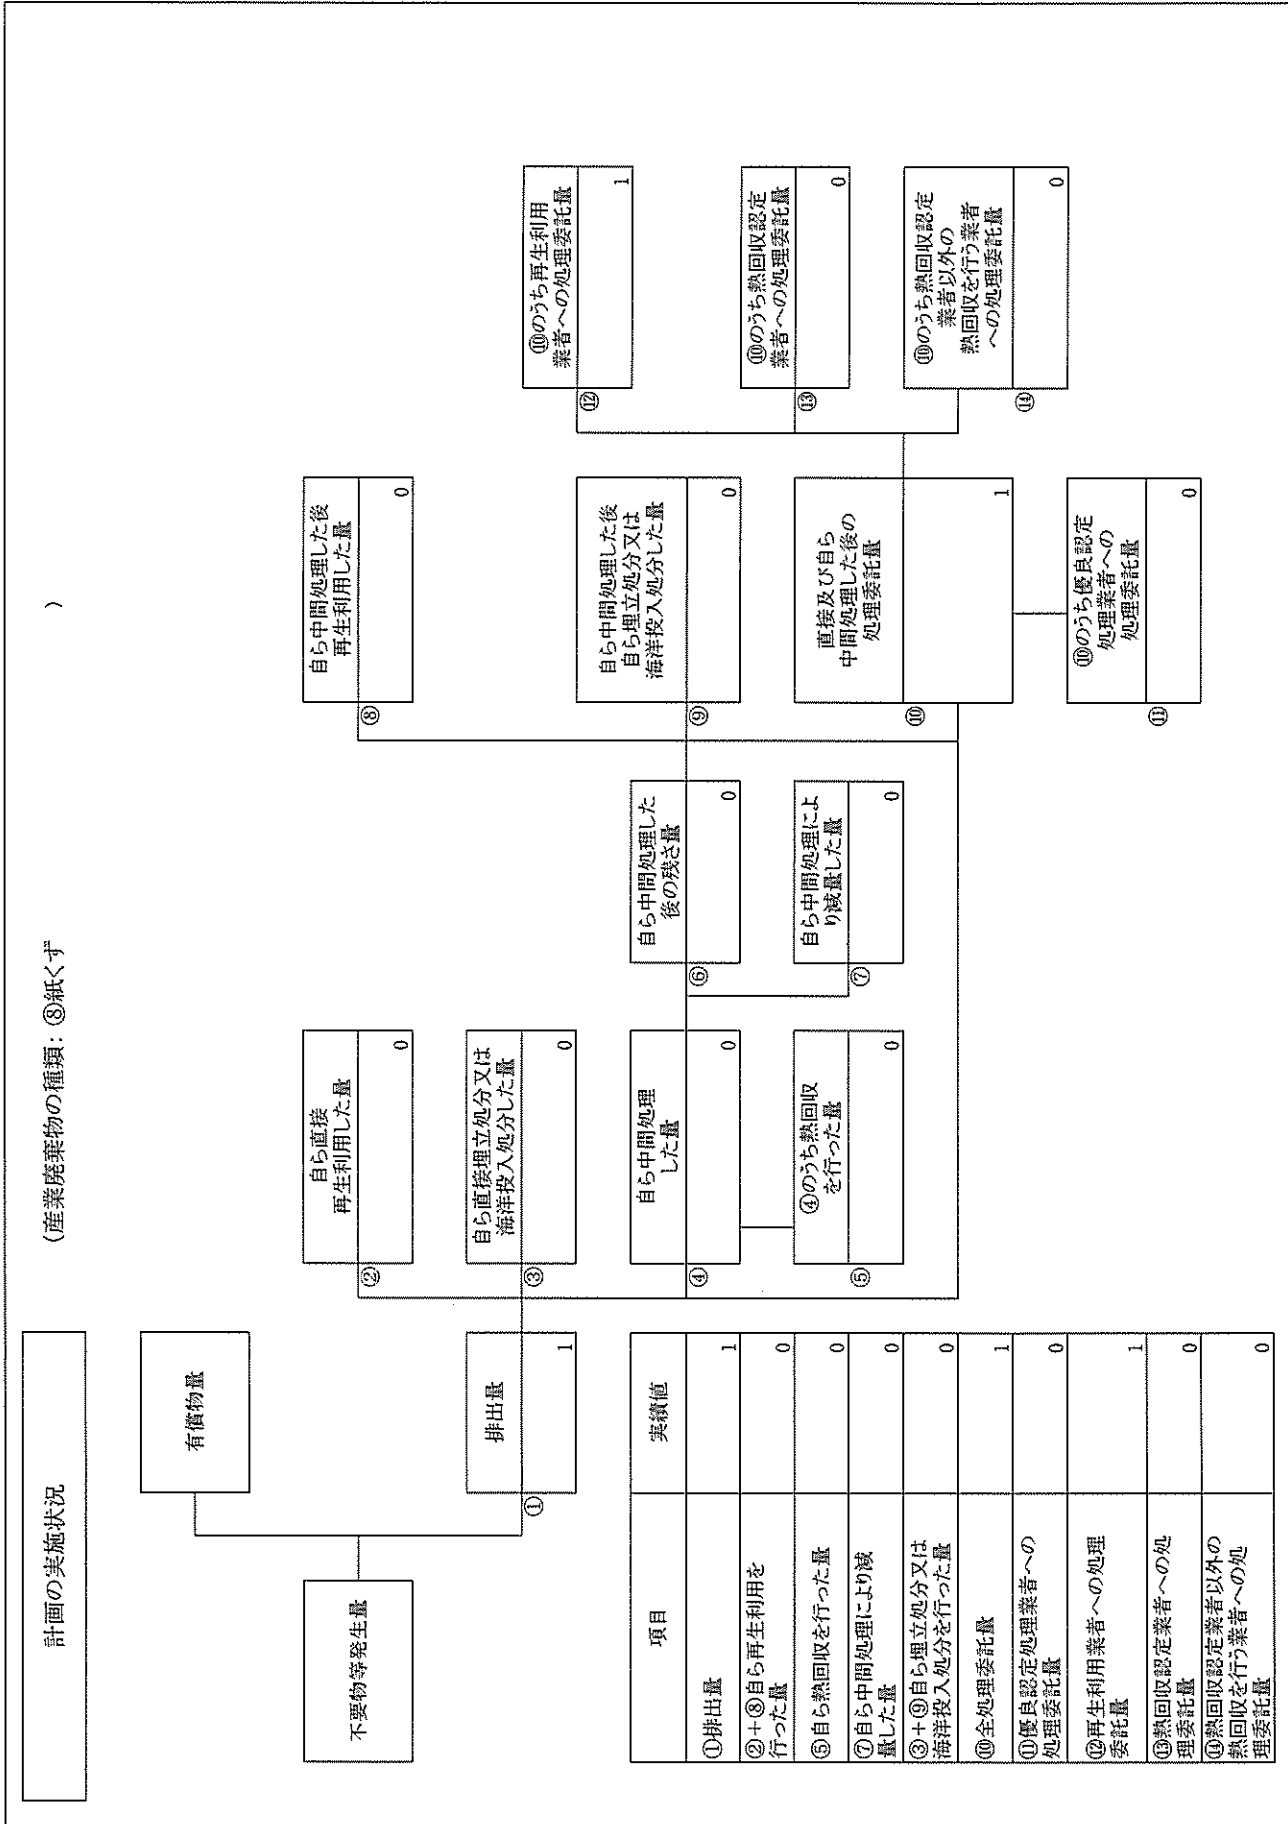 計画の実施状況
(産業廃棄物の種類：⑧紙くず )
不要物等発生量
有償物量
①
排出量
1
②
自ら直接
再生利用した量
0
③
自ら直接埋立処分又は
海洋投入処分した量
0
④
自ら中間処理
した量
0
⑤
④のうち熱回収
を行った量
0
⑥
自ら中間処理した
後の残さ量
0
⑦
自ら中間処理によ
り減量した量
0
⑧
自ら中間処理した後
再生利用した量
0
⑨
自ら中間処理した後
自ら埋立処分又は
海洋投入処分した量
0
⑩
直接及び自ら
中間処理した後の
処理委託量
1
⑪
⑩のうち優良認定
処理業者への
処理委託量
0
⑫
⑩のうち再生利用
業者への処理委託量
1
⑬
⑩のうち熱回収認定
業者への処理委託量
0
⑭
⑩のうち熱回収認定
業者以外の
熱回収を行う業者
への処理委託量
0
項目 実績値
①排出量 1
②+⑧自ら再生利用を
行った量 0
⑤自ら熱回収を行った量 0
⑦自ら中間処理により減
量した量 0
③+⑨自ら埋立処分又は
海洋投入処分を行った量 0
⑩全処理委託量 1
⑪優良認定処理業者への
処理委託量 0
⑫再生利用業者への処理
委託量 1
⑬熱回収認定業者への処
理委託量 0
⑭熱回収認定業者以外の
熱回収を行う業者への処
理委託量 0